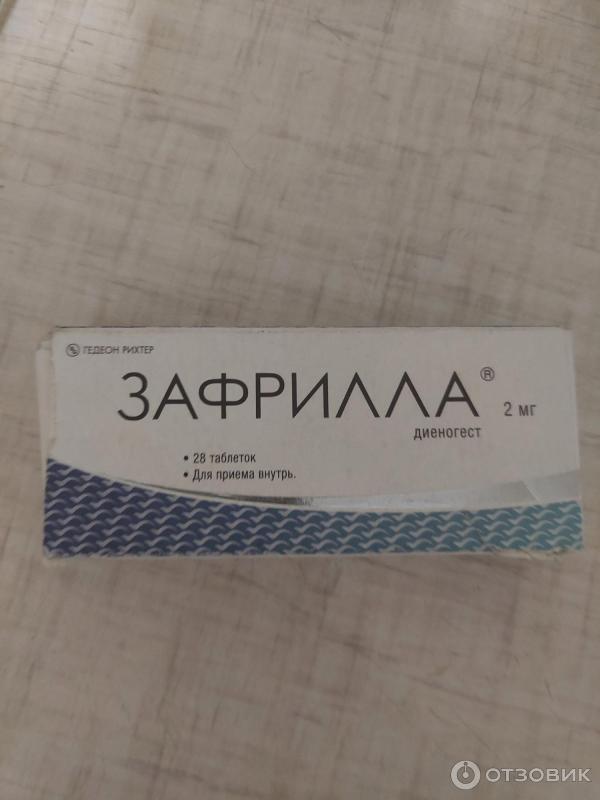 ГЕДЕОН РИХТЕР
ЗАФРИЛЛА®
2 мг
диеногест
• 28 таблеток
• Для приема внутрь.
ОТЗОВИК